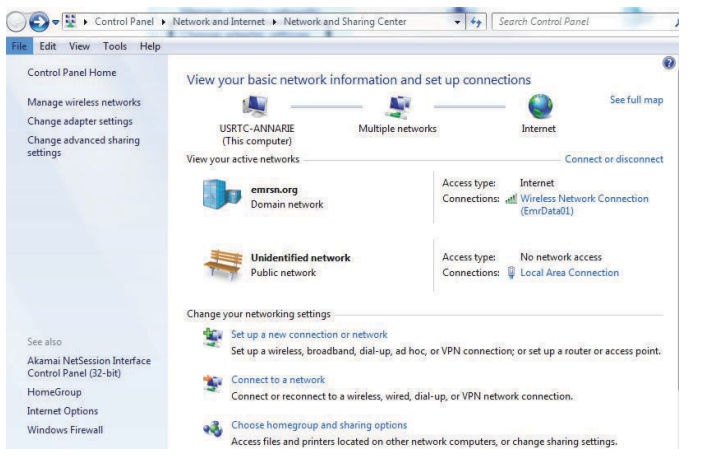 Control Panel ▸ Network and Internet ▸ Network and Sharing Center
Search Control Panel
File Edit View Tools Help
Control Panel Home
Manage wireless networks
Change adapter settings
Change advanced sharing
settings
See also
Akamai NetSession Interface
Control Panel (32-bit)
HomeGroup
Internet Options
Windows Firewall
View your basic network information and set up connections
See full map
USRTC-ANNARIE
(This computer)
Multiple networks
Internet
View your active networks
Connect or disconnect
emrsn.org
Domain network
Access type: Internet
Connections: Wireless Network Connection
(EmrData01)
Unidentified network
Public network
Access type: No network access
Connections: Local Area Connection
Change your networking settings
Set up a new connection or network
Set up a wireless, broadband, dial-up, ad hoc, or VPN connection; or set up a router or access point.
Connect to a network
Connect or reconnect to a wireless, wired, dial-up, or VPN network connection.
Choose homegroup and sharing options
Access files and printers located on other network computers, or change sharing settings.